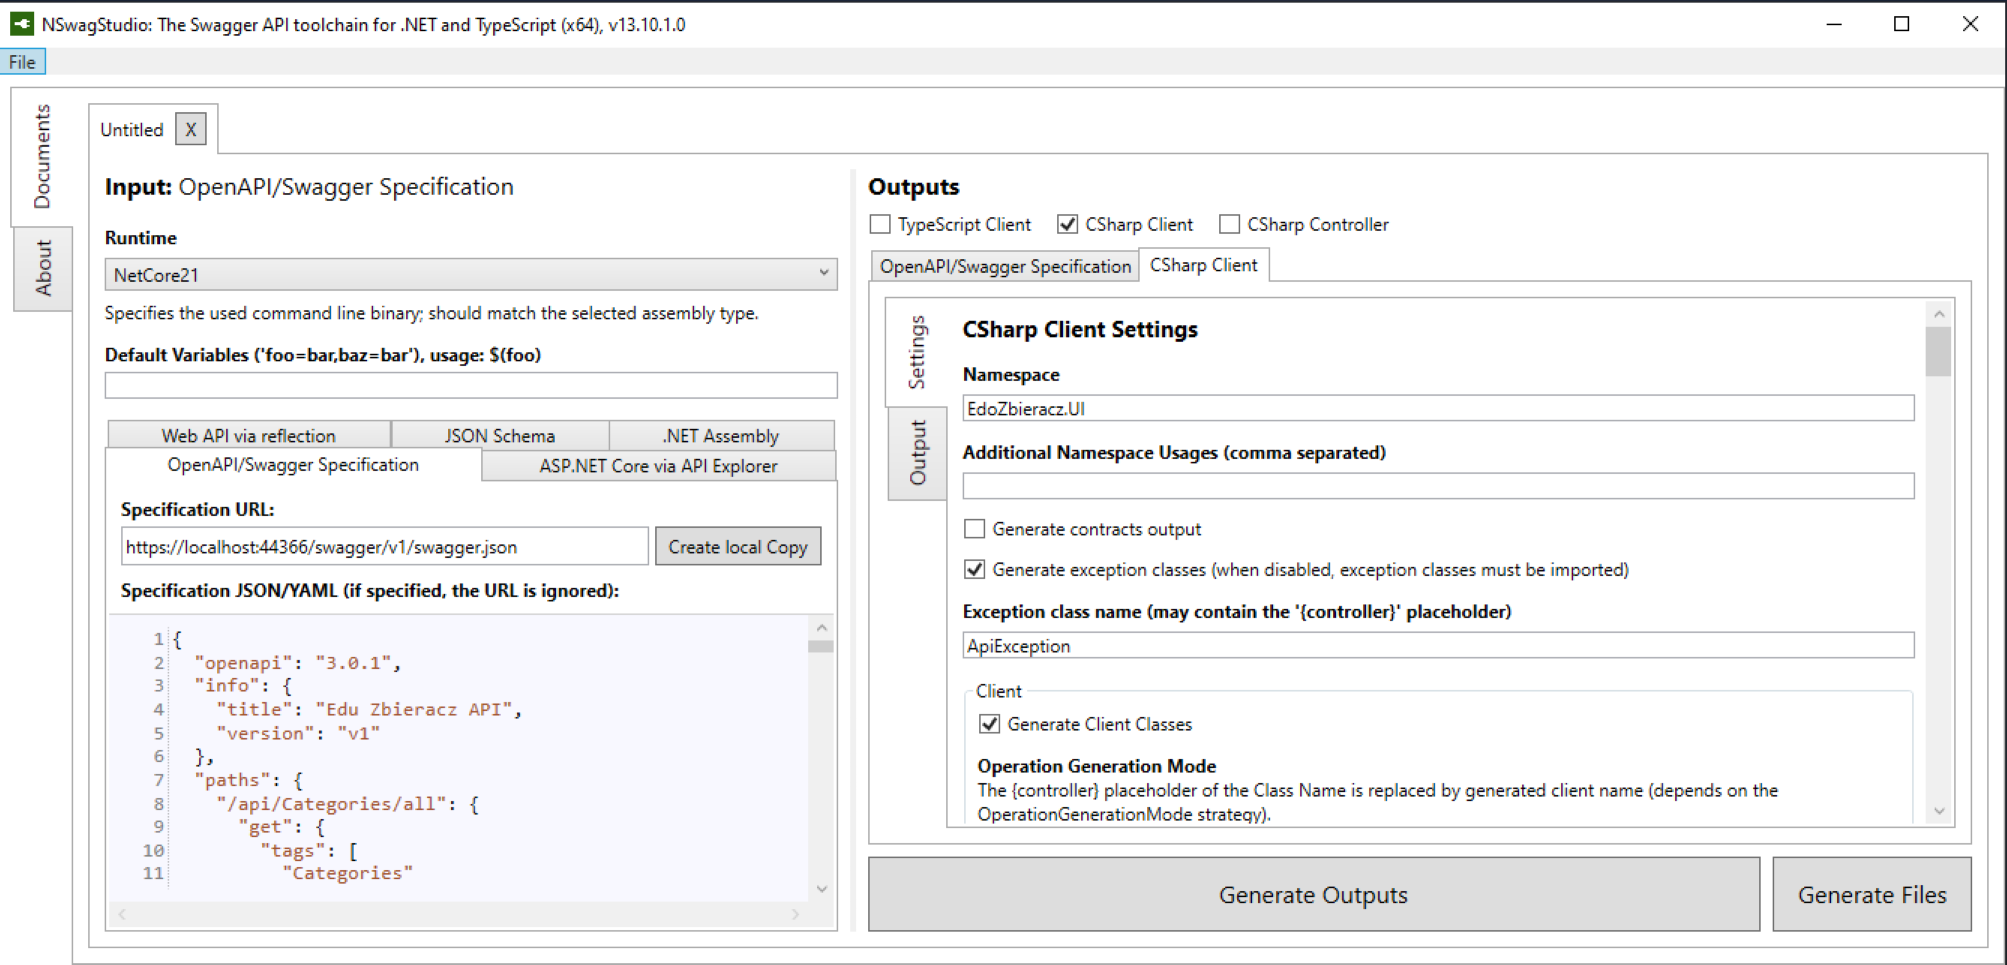 NSwagStudio: The Swagger API toolchain for .NET and TypeScript (x64), v13.10.1.0
File
Documents
About
Untitled
X
Input: OpenAPI/Swagger Specification
Runtime
NetCore21
Specifies the used command line binary; should match the selected assembly type.
Default Variables ('foo=bar,baz=bar'), usage: $(foo)
Web API via reflection
JSON Schema
.NET Assembly
OpenAPI/Swagger Specification
ASP.NET Core via API Explorer
Specification URL:
https://localhost:44366/swagger/v1/swagger.json
Create local Copy
Specification JSON/YAML (if specified, the URL is ignored):
1 {
2 "openapi": "3.0.1",
3 "info": {
4 "title": "Edu Zbieracz API",
5 "version": "v1"
6 },
7 "paths": {
8 "/api/Categories/all": {
9 "get": {
10 "tags": [
11 "Categories"
Outputs
TypeScript Client
CSharp Client
CSharp Controller
OpenAPI/Swagger Specification
CSharp Client
Settings
Output
CSharp Client Settings
Namespace
EdoZbieracz.UI
Additional Namespace Usages (comma separated)
Generate contracts output
Generate exception classes (when disabled, exception classes must be imported)
Exception class name (may contain the '{controller}' placeholder)
ApiException
Client
Generate Client Classes
Operation Generation Mode
The {controller} placeholder of the Class Name is replaced by generated client name (depends on the
OperationGenerationMode strategy).
Generate Outputs
Generate Files